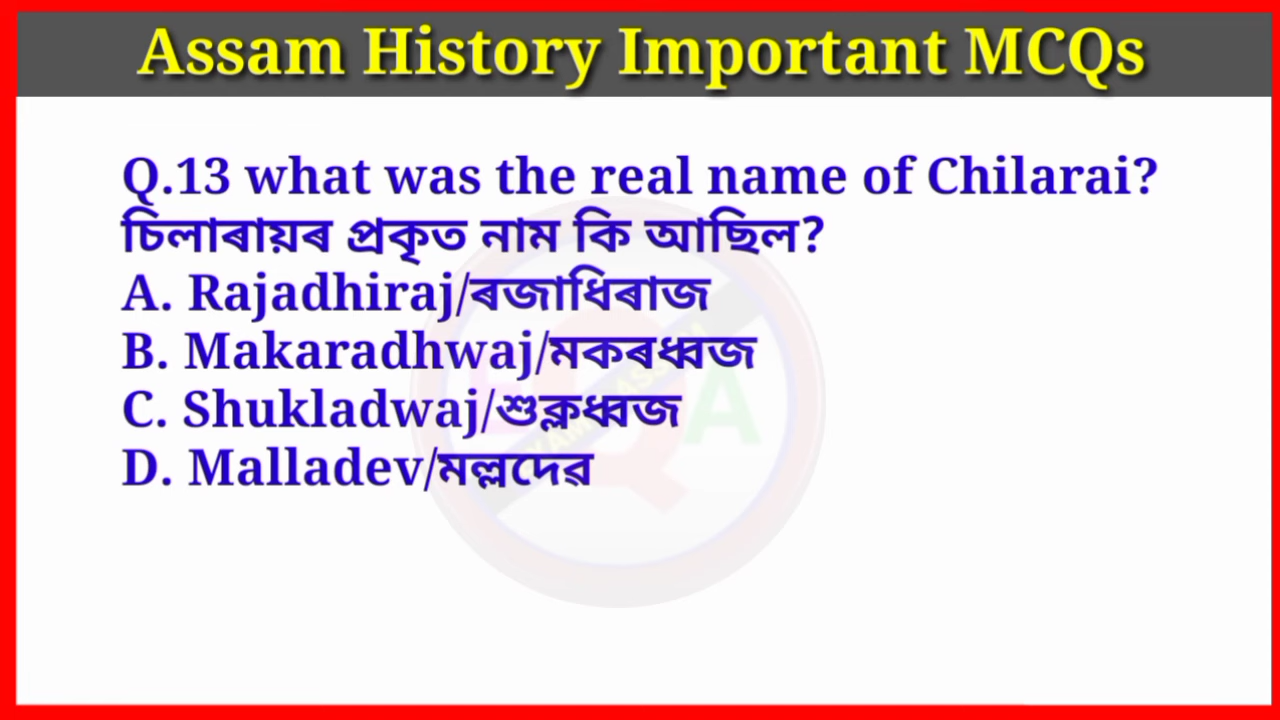 Assam History Important MCQs
Q.13 what was the real name of Chilarai?
চিলাৰায়ৰ প্ৰকৃত নাম কি আছিল?
A. Rajadhiraj/ৰজাধিৰাজ
B. Makaradhwaj/মকৰধ্বজ
C. Shukladwaj/শুক্লধ্বজ
D. Malladev/মল্লদেৱ